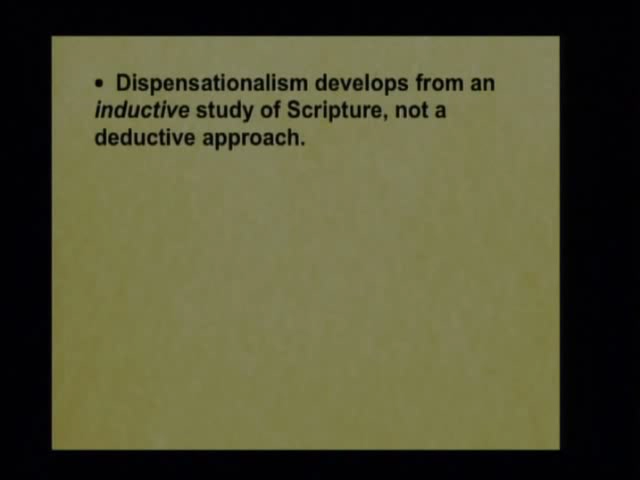 • Dispensationalism develops from an
inductive study of Scripture, not a
deductive approach.